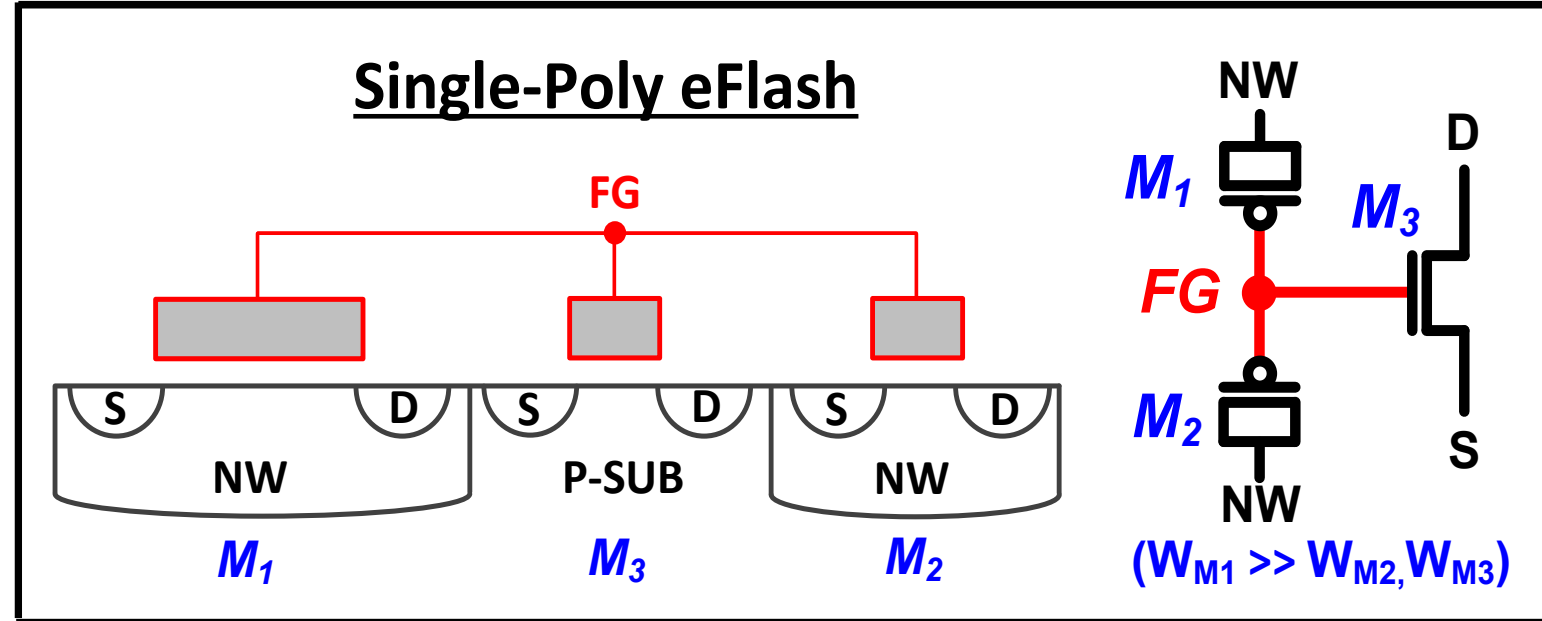 Single-Poly eFlash
FG
S D S D S D
NW P-SUB NW
M1 M3 M2
NW
D
M1
M3
FG
M2
S
NW
(WM1 >> WM2,WM3)